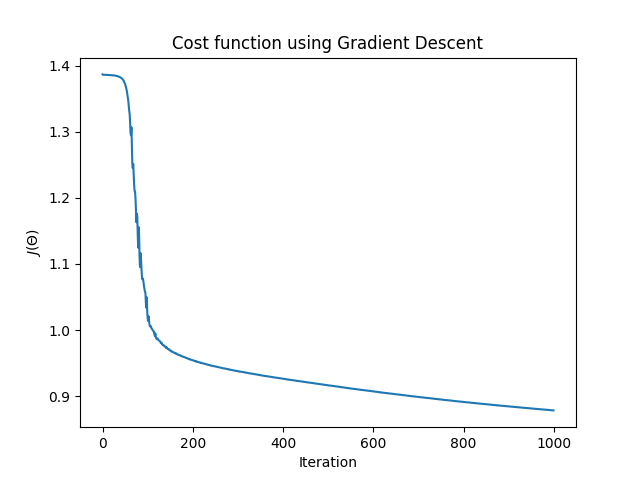 Cost function using Gradient Descent
1.4
1.3
1.2
1.1
1.0
0.9
J(Θ)
0 200 400 600 800 1000
Iteration